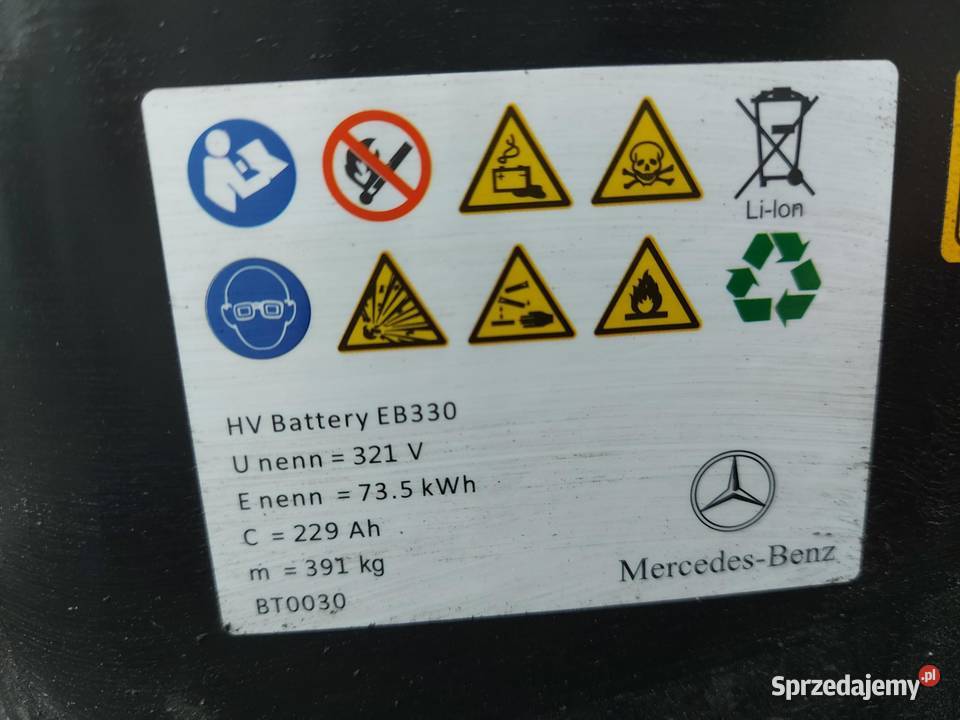 Li-Ion
HV Battery EB330
U nenn = 321 V
E nenn = 73.5 kWh
C = 229 Ah
m = 391 kg
BT0030
Mercedes-Benz
Sprzedajemy.pl